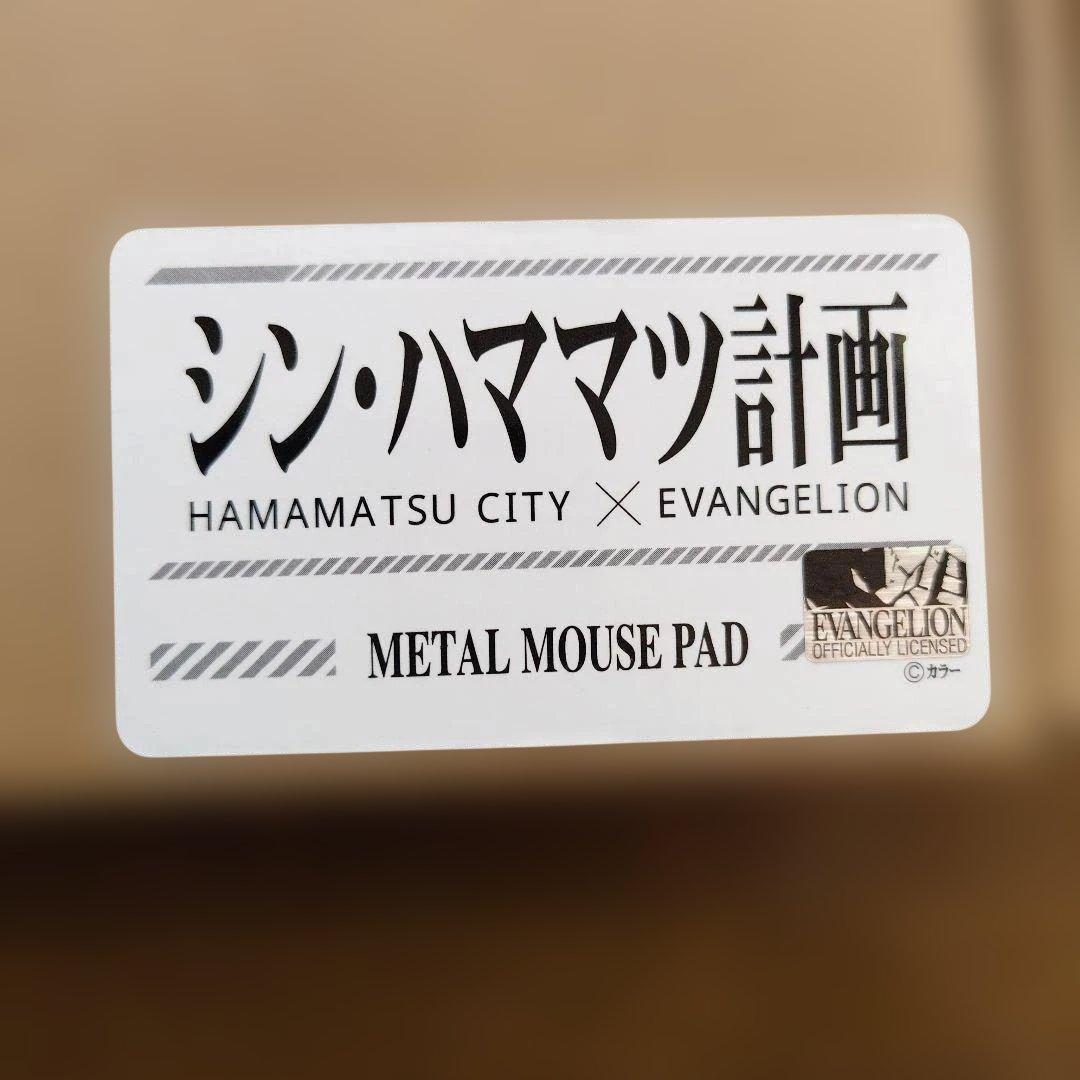 シン・ハママツ計画
HAMAMATSU CITY × EVANGELION
METAL MOUSE PAD
EVANGELION
OFFICIALLY LICENSED
©カラー